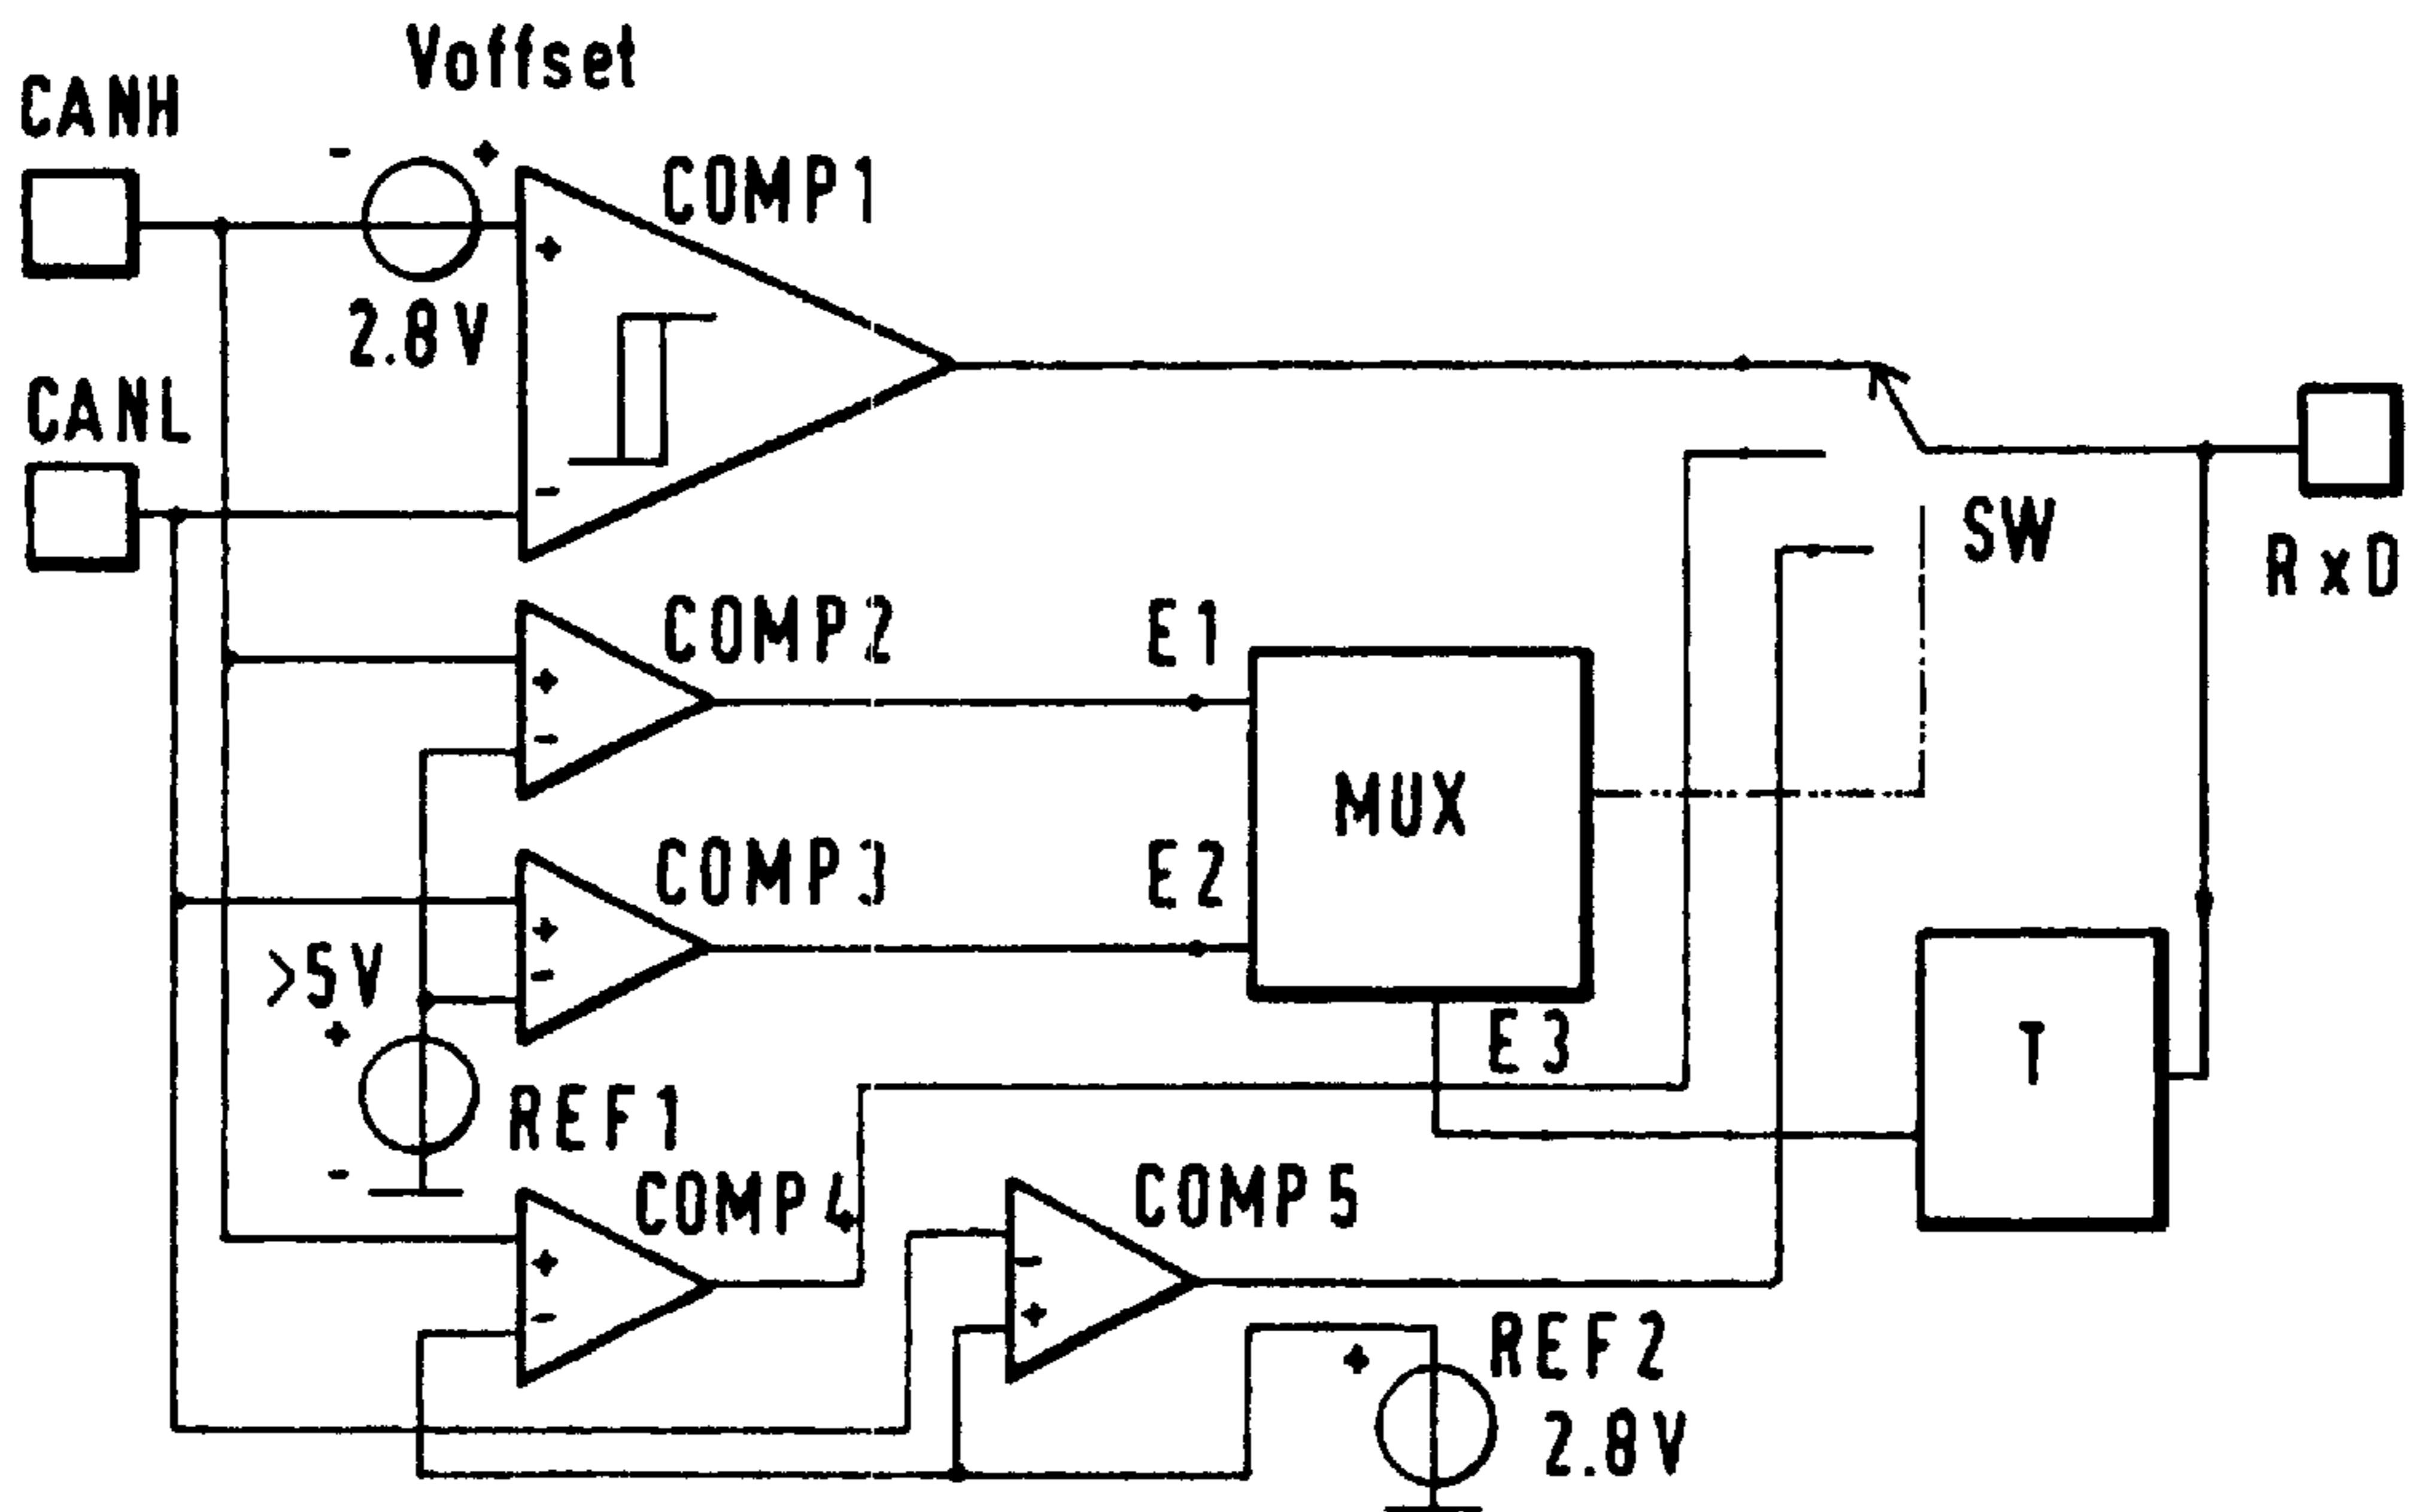 Voffset
CANH
- +
COMP1
+
2.8V
CANL
-
SW
RxD
COMP2
E1
+
-
MUX
COMP3
E2
+
>5V
-
+
E3
T
REF1
-
COMP4
COMP5
+
-
-
+
REF2
+
2.8V